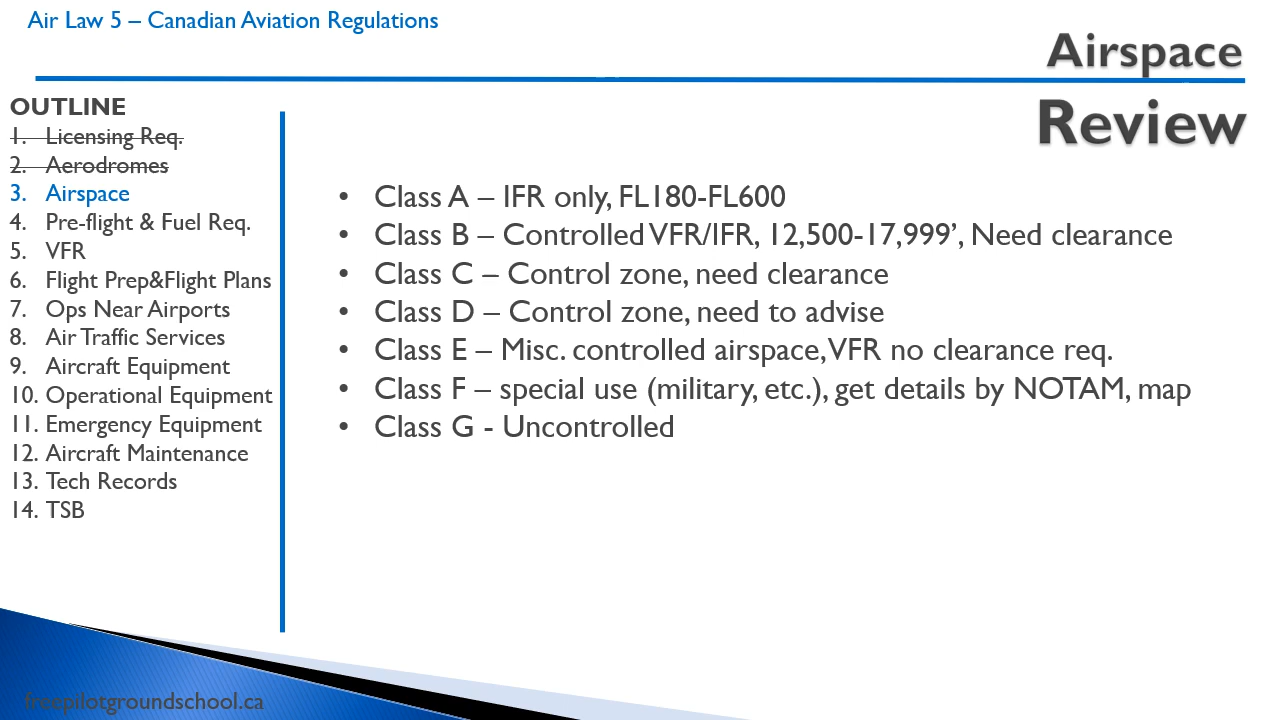 Air Law 5 – Canadian Aviation Regulations
Airspace
Review
OUTLINE
1. Licensing Req.
2. Aerodromes
3. Airspace
4. Pre-flight & Fuel Req.
5. VFR
6. Flight Prep&Flight Plans
7. Ops Near Airports
8. Air Traffic Services
9. Aircraft Equipment
10. Operational Equipment
11. Emergency Equipment
12. Aircraft Maintenance
13. Tech Records
14. TSB
• Class A – IFR only, FL180-FL600
• Class B – Controlled VFR/IFR, 12,500-17,999’, Need clearance
• Class C – Control zone, need clearance
• Class D – Control zone, need to advise
• Class E – Misc. controlled airspace, VFR no clearance req.
• Class F – special use (military, etc.), get details by NOTAM, map
• Class G - Uncontrolled
freepilotgroundschool.ca